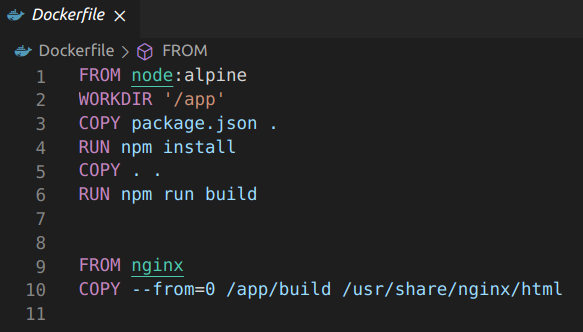 Dockerfile ×
Dockerfile > FROM
1 FROM node:alpine
2 WORKDIR '/app'
3 COPY package.json .
4 RUN npm install
5 COPY . .
6 RUN npm run build
7
8
9 FROM nginx
10 COPY --from=0 /app/build /usr/share/nginx/html
11